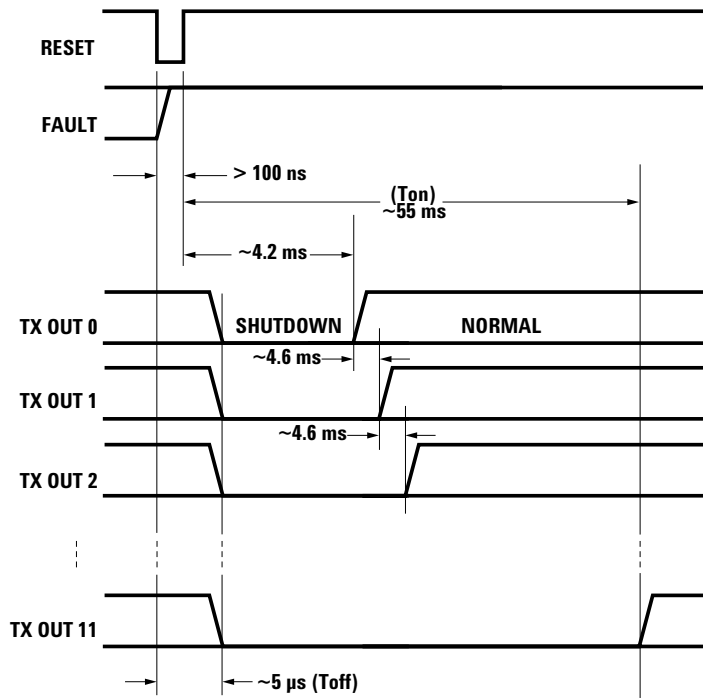 RESET
FAULT
> 100 ns
(Ton)
~55 ms
~4.2 ms
TX OUT 0
SHUTDOWN
NORMAL
~4.6 ms
TX OUT 1
~4.6 ms
TX OUT 2
TX OUT 11
~5 µs (Toff)